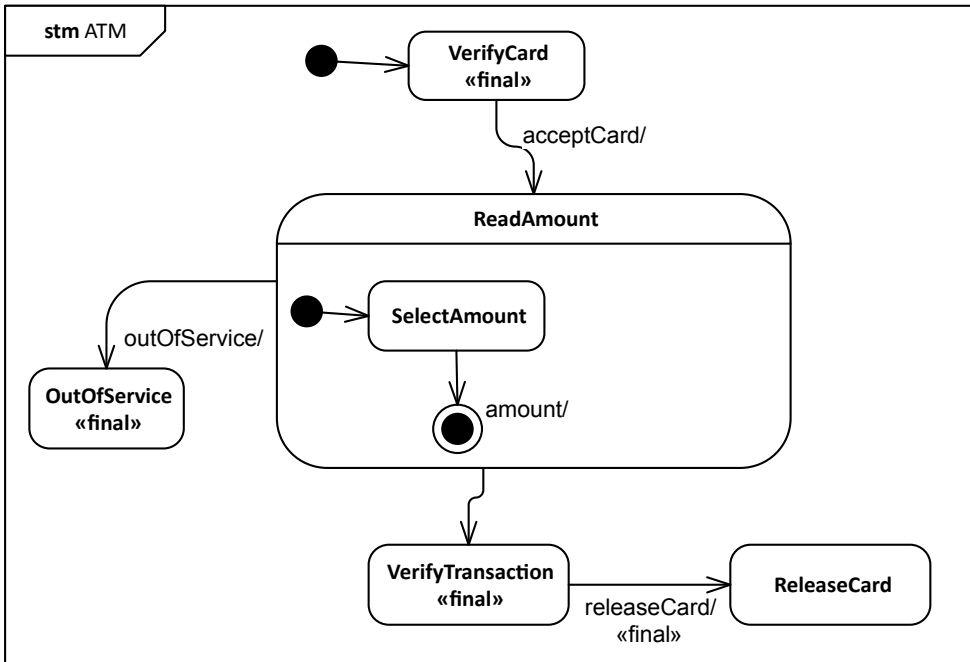 stm ATM
VerifyCard
«final»
acceptCard/
ReadAmount
SelectAmount
outOfService/
OutOfService
«final»
amount/
VerifyTransaction
«final»
ReleaseCard
releaseCard/
«final»